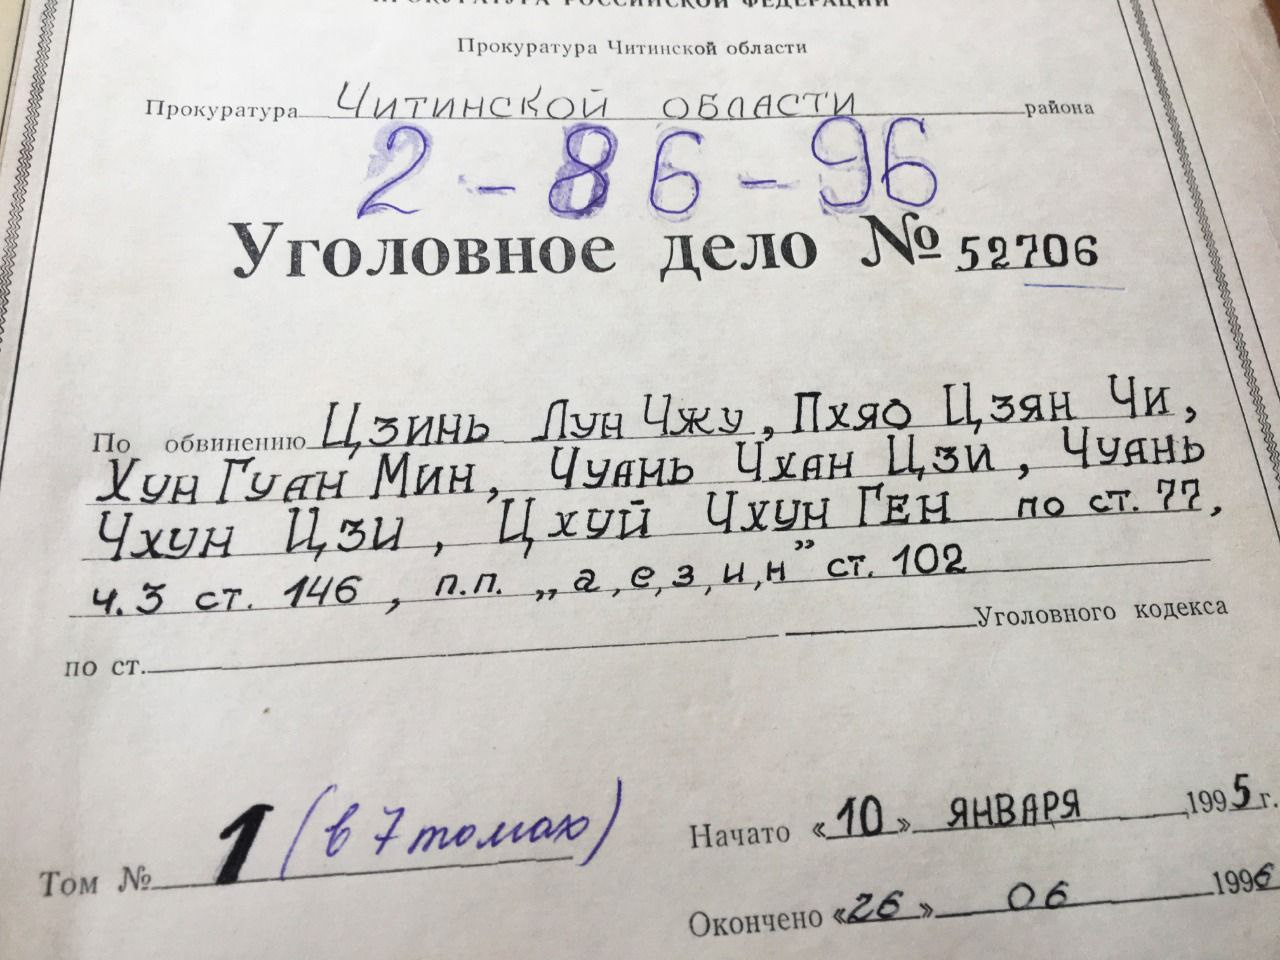 ПРОКУРАТУРА РОССИЙСКОЙ ФЕДЕРАЦИИ
Прокуратура Читинской области
Прокуратура ЧИТИНСКОЙ ОБЛАСТИ района
2-86-96
Уголовное дело № 52706
По обвинению Цзинь Лун Чжу, Пхяо Цзян Чи,
Хун Гуан Мин, Чуань Чхан Цзи, Чуань
Чхун Цзи, Цхуй Чхун Ген по ст. 77,
ч. 3 ст. 146, п.п. „а, е, з, и, н” ст. 102
по ст. Уголовного кодекса
Том № 1 (в 7 томах)
Начато «10» ЯНВАРЯ 1995 г.
Окончено «26» 06 1996